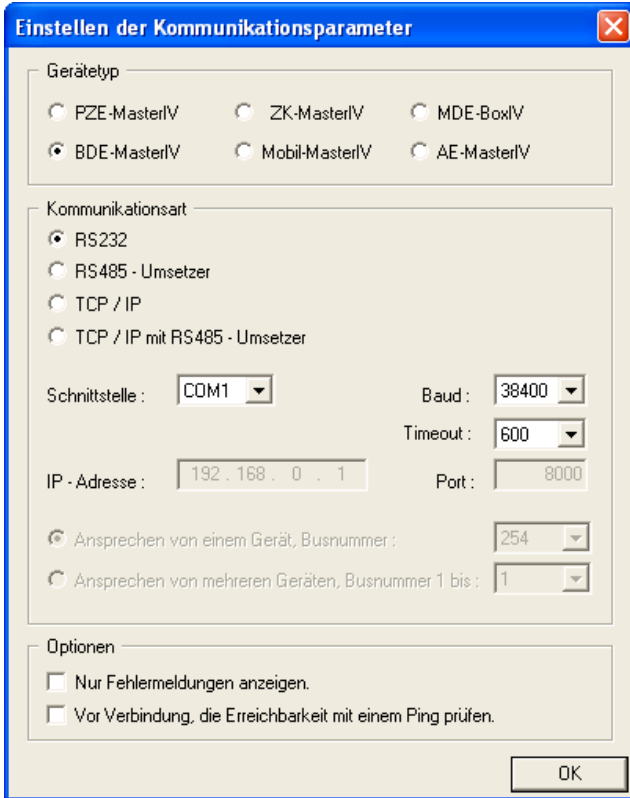 Einstellen der Kommunikationsparameter
Gerätetyp
PZE-MasterIV ZK-MasterIV MDE-BoxIV
BDE-MasterIV Mobil-MasterIV AE-MasterIV
Kommunikationsart
RS232
RS485 - Umsetzer
TCP / IP
TCP / IP mit RS485 - Umsetzer
Schnittstelle : COM1 Baud : 38400
Timeout : 600
IP - Adresse : 192 . 168 . 0 . 1 Port : 8000
Ansprechen von einem Gerät, Busnummer : 254
Ansprechen von mehreren Geräten, Busnummer 1 bis : 1
Optionen
Nur Fehlermeldungen anzeigen.
Vor Verbindung, die Erreichbarkeit mit einem Ping prüfen.
OK